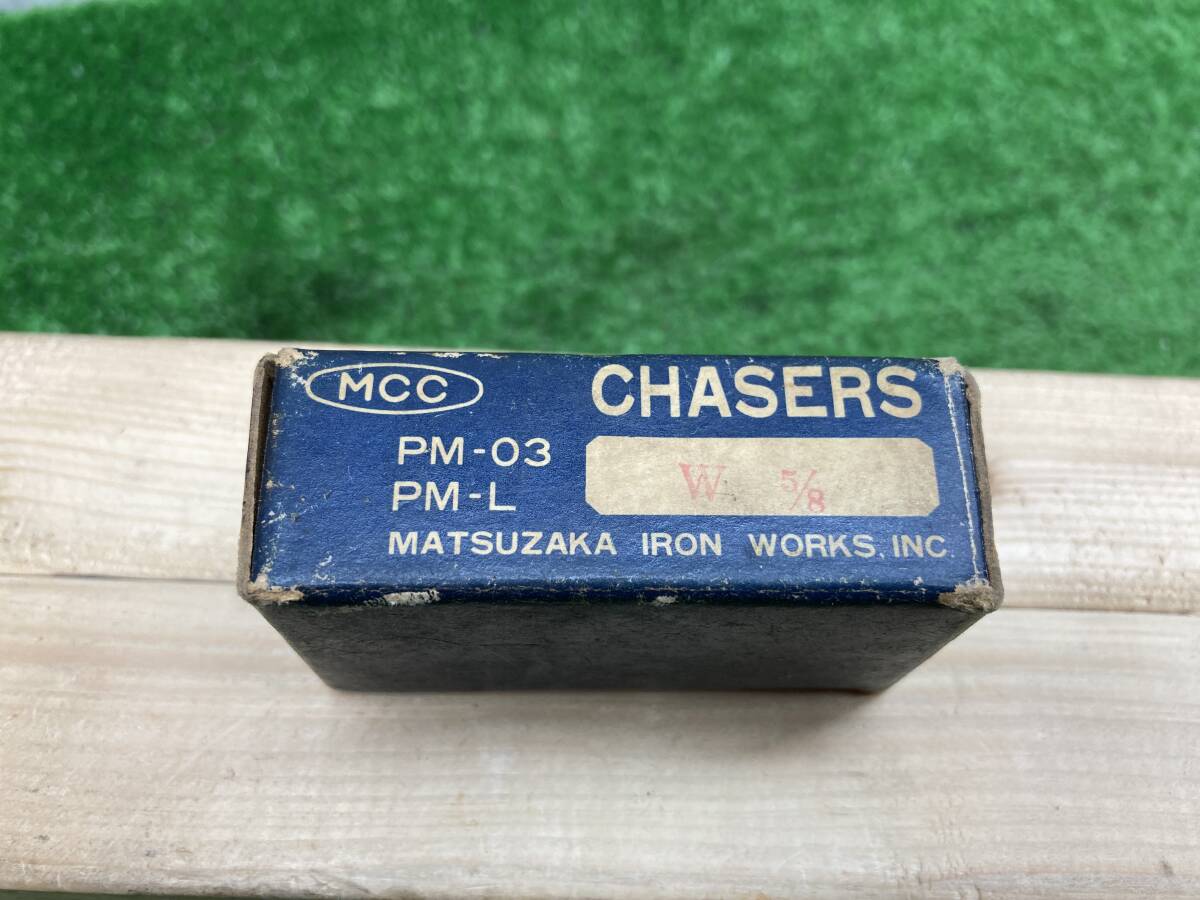 MCC
CHASERS
PM-03
PM-L
W 5/8
MATSUZAKA IRON WORKS, INC.